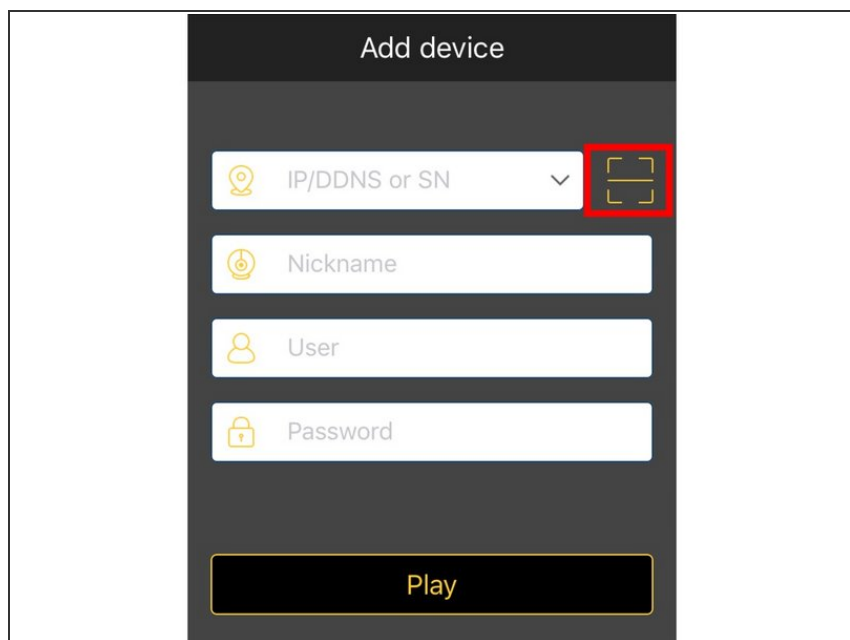 Add device
IP/DDNS or SN
Nickname
User
Password
Play